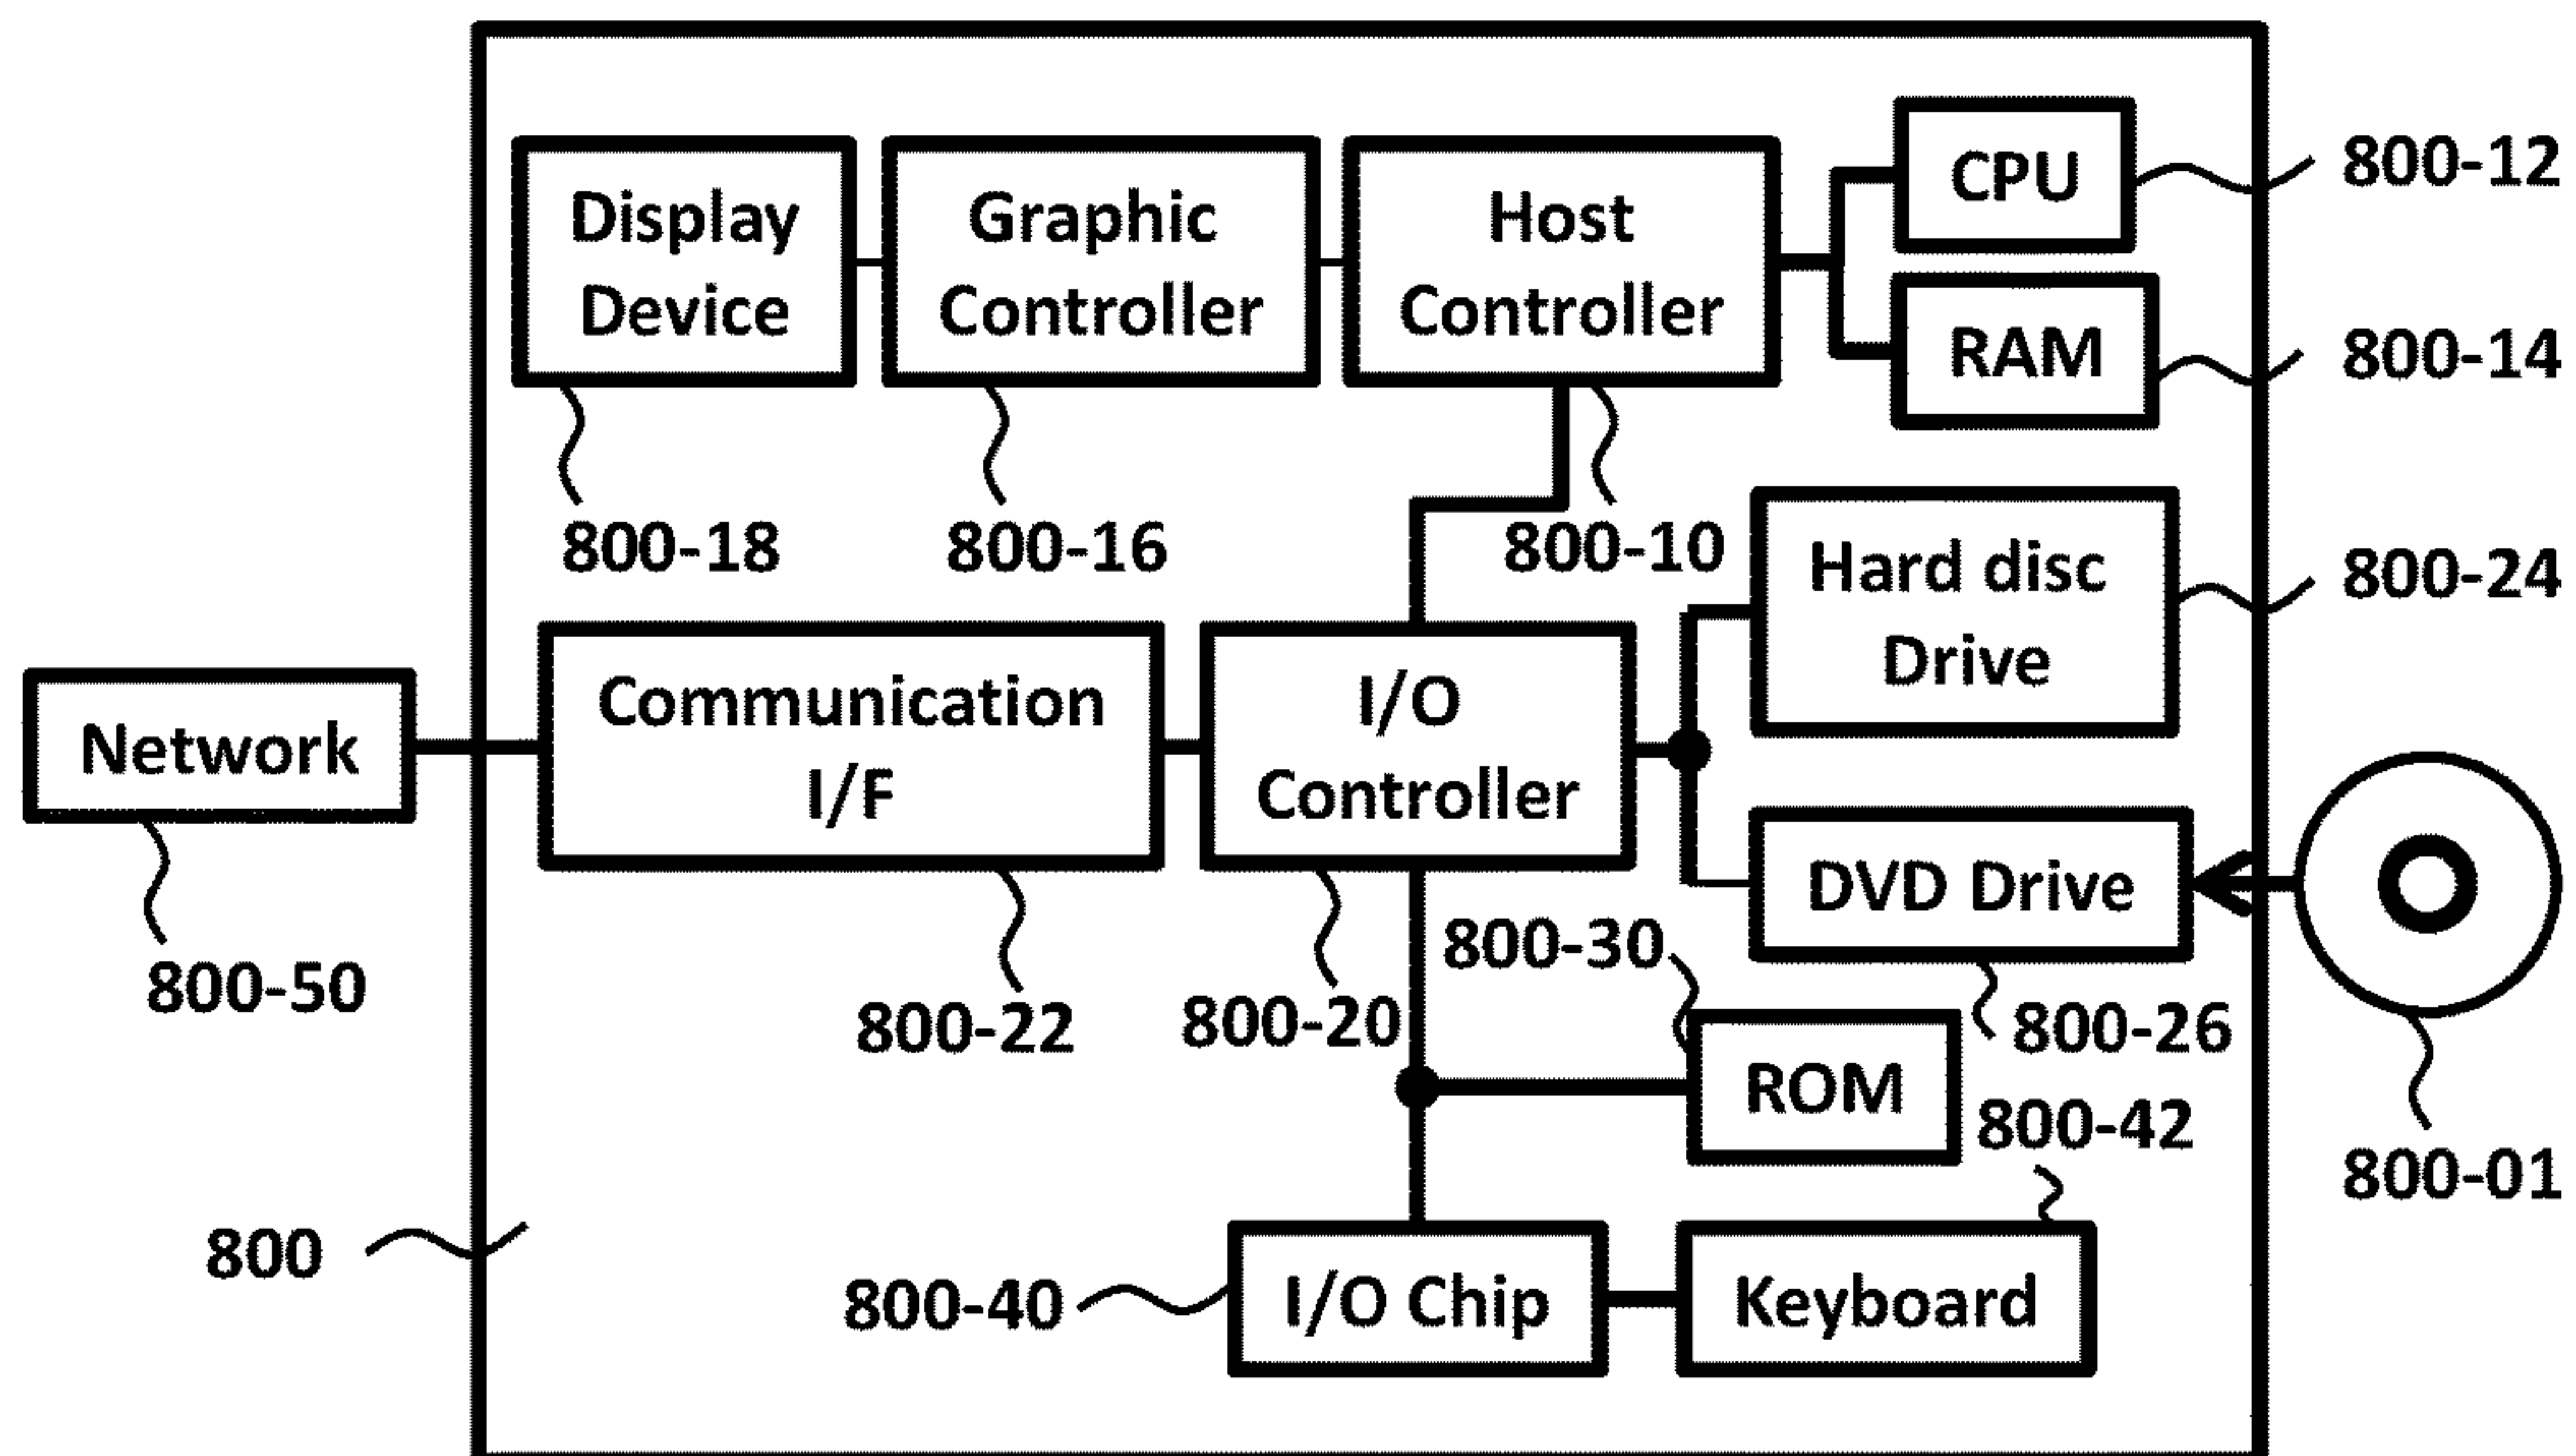 CPU
800-12
Display
Device
Graphic
Controller
Host
Controller
RAM
800-14
800-18
800-16
800-10
Hard disc
Drive
800-24
Network
Communication
I/F
I/O
Controller
DVD Drive
800-50
800-22
800-20
800-30
800-26
ROM
800-42
800-01
800
800-40
I/O Chip
Keyboard